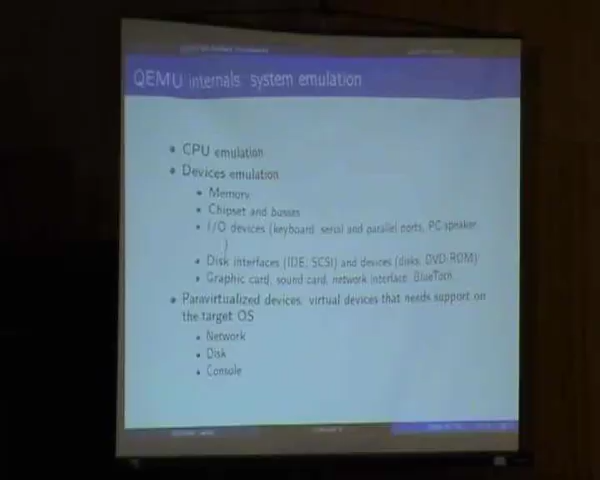 QEMU internals: system emulation
• CPU emulation
• Devices emulation
• Memory
• Chipset and busses
• I/O devices (keyboard, serial and parallel ports, PC speaker
)
• Disk interfaces (IDE, SCSI) and devices (disks, DVD-ROM)
• Graphic card, sound card, network interface, BlueTooth
• Paravirtualized devices: virtual devices that needs support on
the target OS
• Network
• Disk
• Console